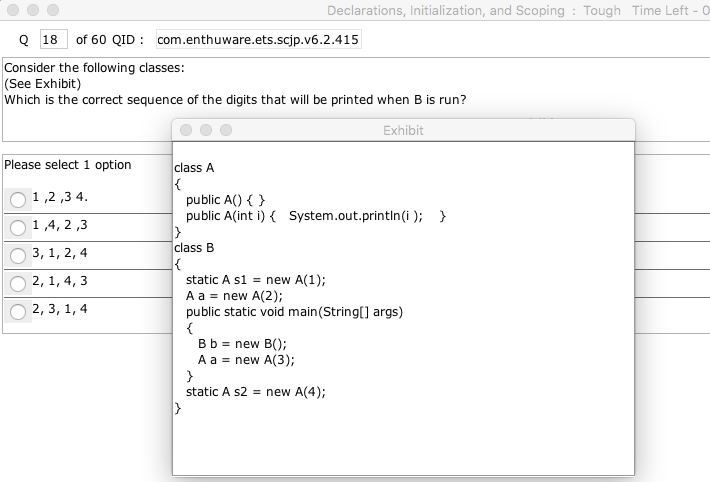 Declarations, Initialization, and Scoping : Tough Time Left - 0
Q 18 of 60 QID : com.enthuware.ets.scjp.v6.2.415
Consider the following classes:
(See Exhibit)
Which is the correct sequence of the digits that will be printed when B is run?
Please select 1 option
1 ,2 ,3 4.
1 ,4, 2 ,3
3, 1, 2, 4
2, 1, 4, 3
2, 3, 1, 4
Exhibit
class A
{
public A() { }
public A(int i) { System.out.println(i ); }
}
class B
{
static A s1 = new A(1);
A a = new A(2);
public static void main(String[] args)
{
B b = new B();
A a = new A(3);
}
static A s2 = new A(4);
}